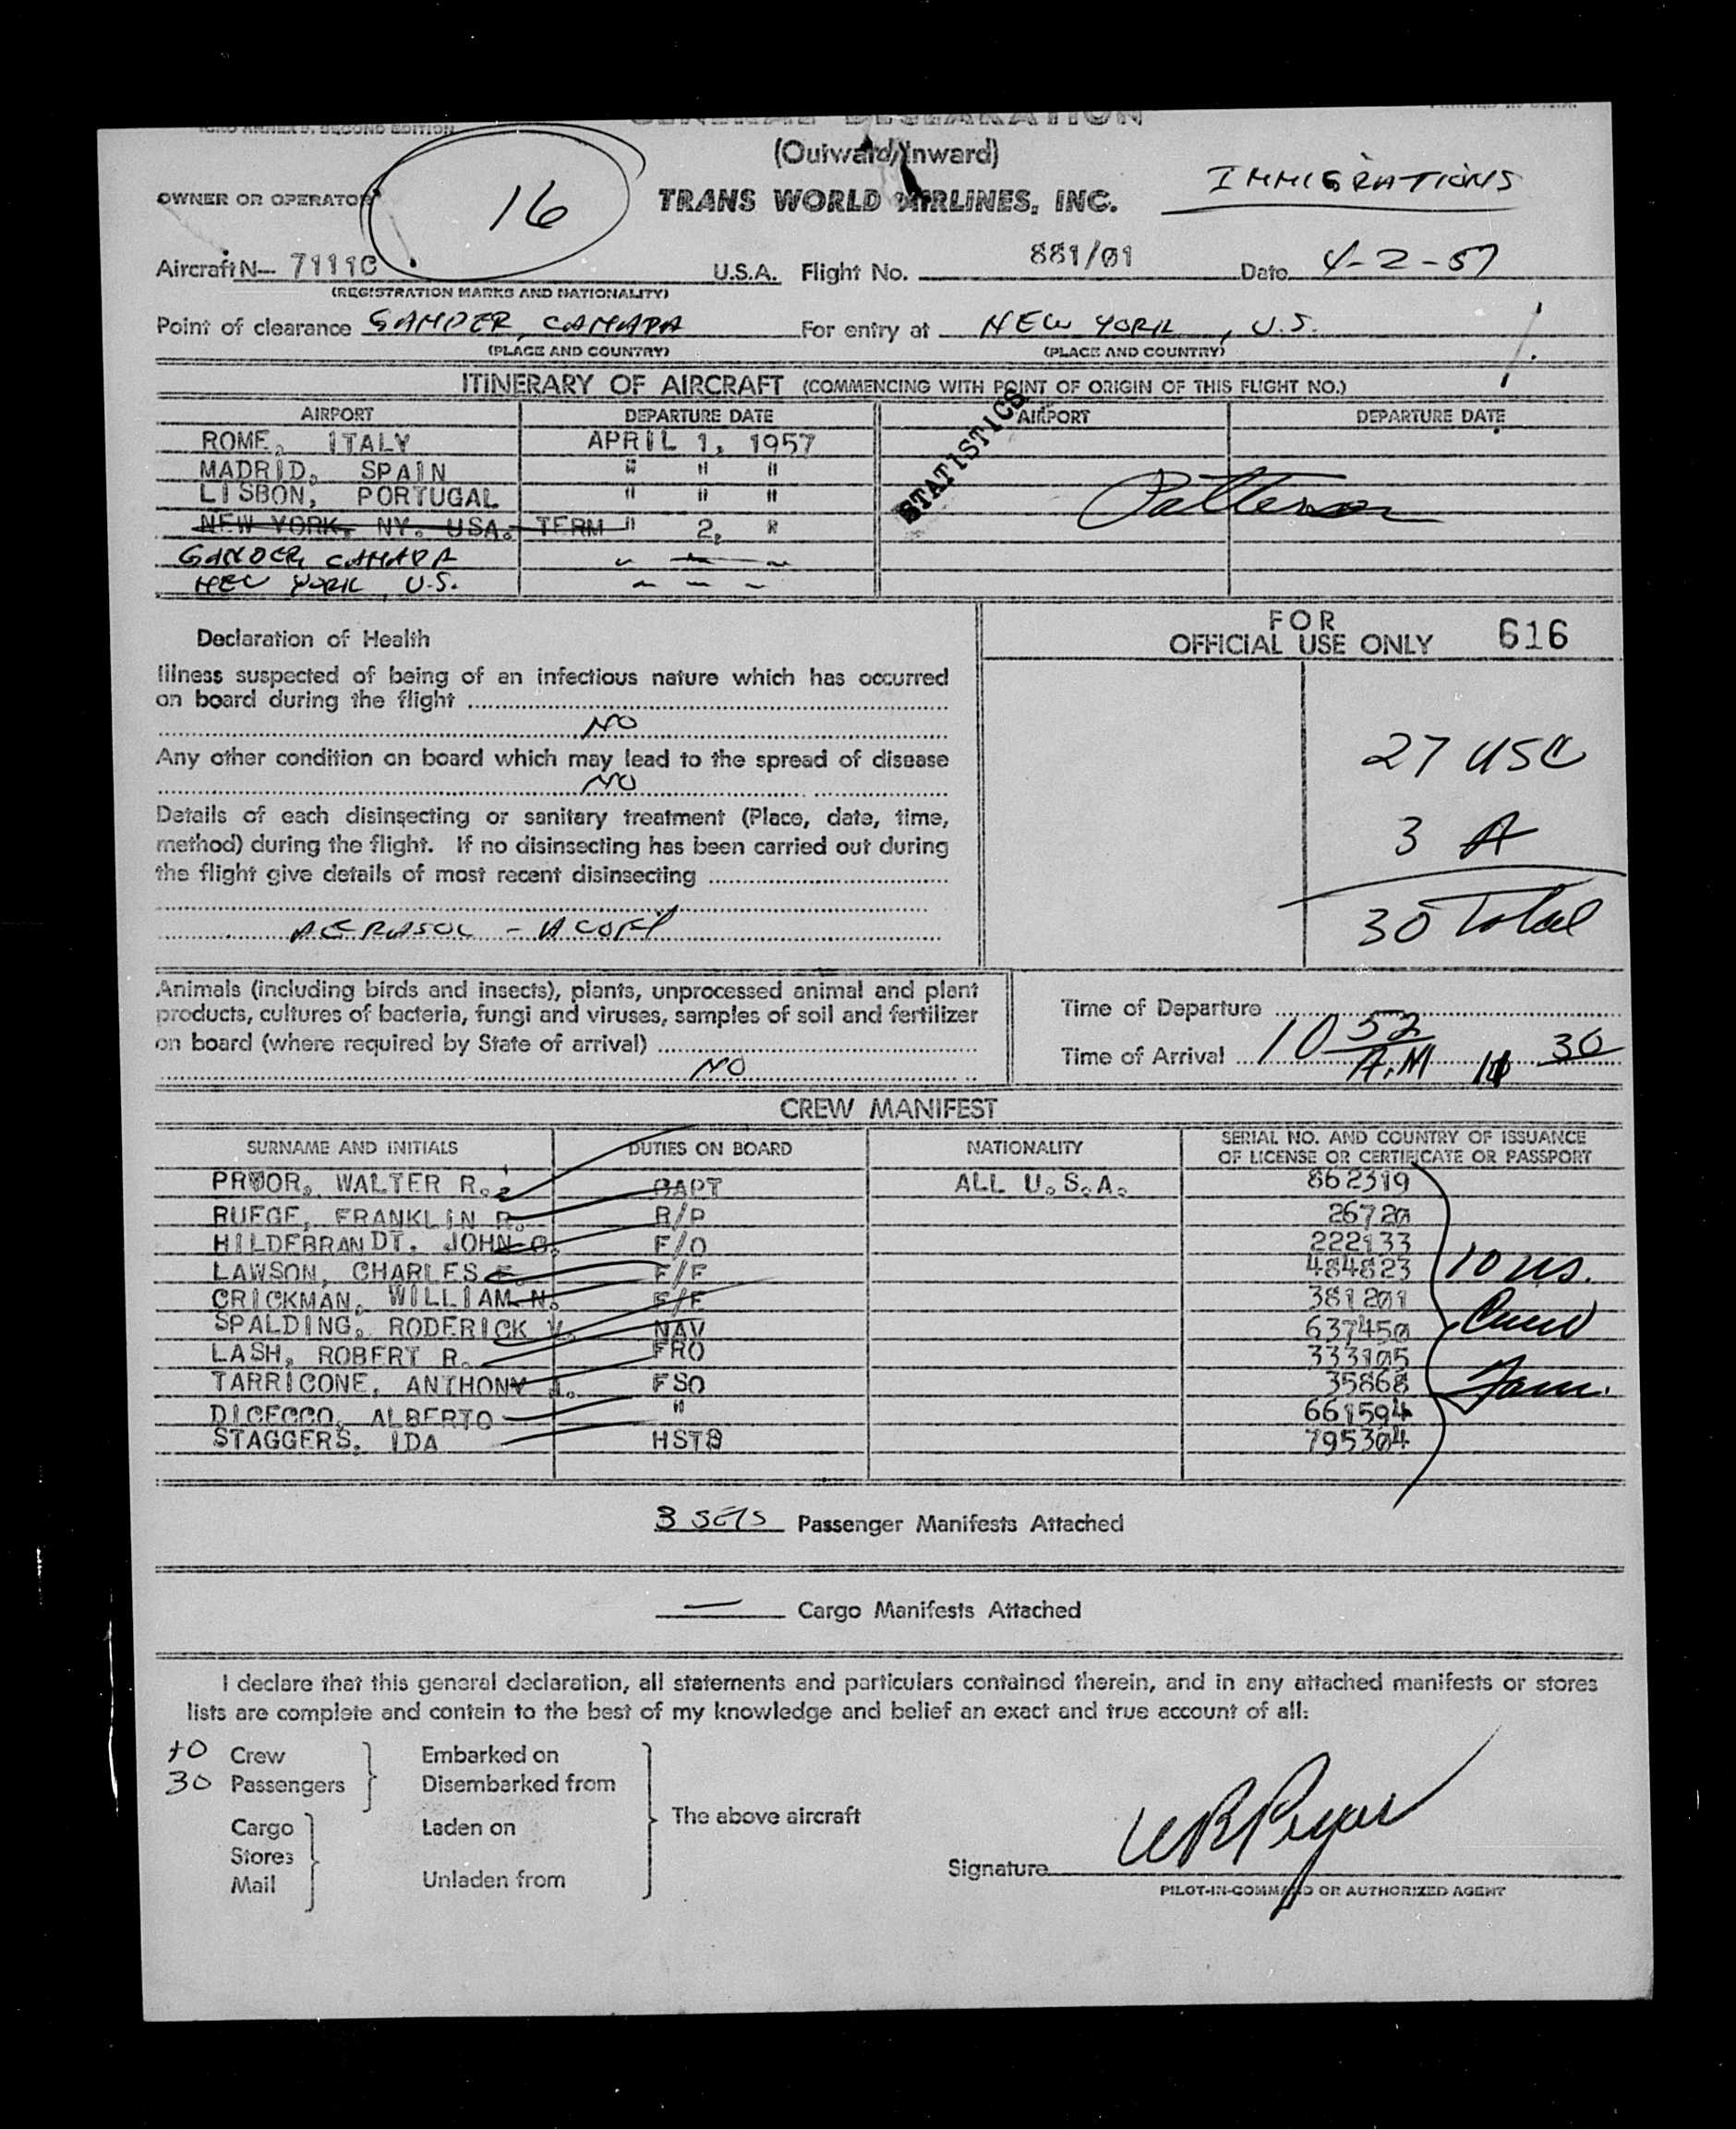 ICAO ANNEX 9, SECOND EDITION
GENERAL DECLARATION
(Outward/Inward)
IMMIGRATIONS
OWNER OR OPERATOR
16
TRANS WORLD AIRLINES, INC.
Aircraft N— 7111C U.S.A. Flight No. 881/01 Date 4-2-57
(REGISTRATION MARKS AND NATIONALITY)
Point of clearance GANDER, CANADA For entry at NEW YORK, U.S.
(PLACE AND COUNTRY) (PLACE AND COUNTRY)
ITINERARY OF AIRCRAFT (COMMENCING WITH POINT OF ORIGIN OF THIS FLIGHT NO.)
AIRPORT DEPARTURE DATE AIRPORT DEPARTURE DATE
ROME, ITALY APRIL 1, 1957
MADRID, SPAIN " " "
LISBON, PORTUGAL " " "
NEW YORK, NY. USA. TERM " 2, "
GANDER, CANADA
NEW YORK, U.S.
STATISTICS
Patterson
FOR
OFFICIAL USE ONLY 616
Declaration of Health
Illness suspected of being of an infectious nature which has occurred
on board during the flight
NO
Any other condition on board which may lead to the spread of disease
NO
Details of each disinsecting or sanitary treatment (Place, date, time,
method) during the flight. If no disinsecting has been carried out during
the flight give details of most recent disinsecting
AERASOL -
27 USC
3 A
30 Total
Animals (including birds and insects), plants, unprocessed animal and plant
products, cultures of bacteria, fungi and viruses, samples of soil and fertilizer
on board (where required by State of arrival)
NO
Time of Departure
Time of Arrival 10 52 A.M 30
CREW MANIFEST
SURNAME AND INITIALS DUTIES ON BOARD NATIONALITY SERIAL NO. AND COUNTRY OF ISSUANCE
OF LICENSE OR CERTIFICATE OR PASSPORT
PRYOR, WALTER R. CAPT ALL U.S.A. 862319
RUEGE, FRANKLIN R. R/P 26720
HILDEBRANDT, JOHN G. F/O 222133
LAWSON, CHARLES E. F/E 484823
CRICKMAN, WILLIAM N. F/E 381201
SPALDING, RODERICK V. NAV 637450
LASH, ROBERT R. FRO 333105
TARRICONE, ANTHONY J. FSO 35868
DICECCO, ALBERTO " 661594
STAGGERS, IDA HSTS 795304
10 US.
3 SETS Passenger Manifests Attached
— Cargo Manifests Attached
I declare that this general declaration, all statements and particulars contained therein, and in any attached manifests or stores
lists are complete and contain to the best of my knowledge and belief an exact and true account of all:
10 Crew
30 Passengers
Embarked on
Disembarked from
Cargo
Stores
Mail
Laden on
Unladen from
The above aircraft
Signature WR Pryor
PILOT-IN-COMMAND OR AUTHORIZED AGENT